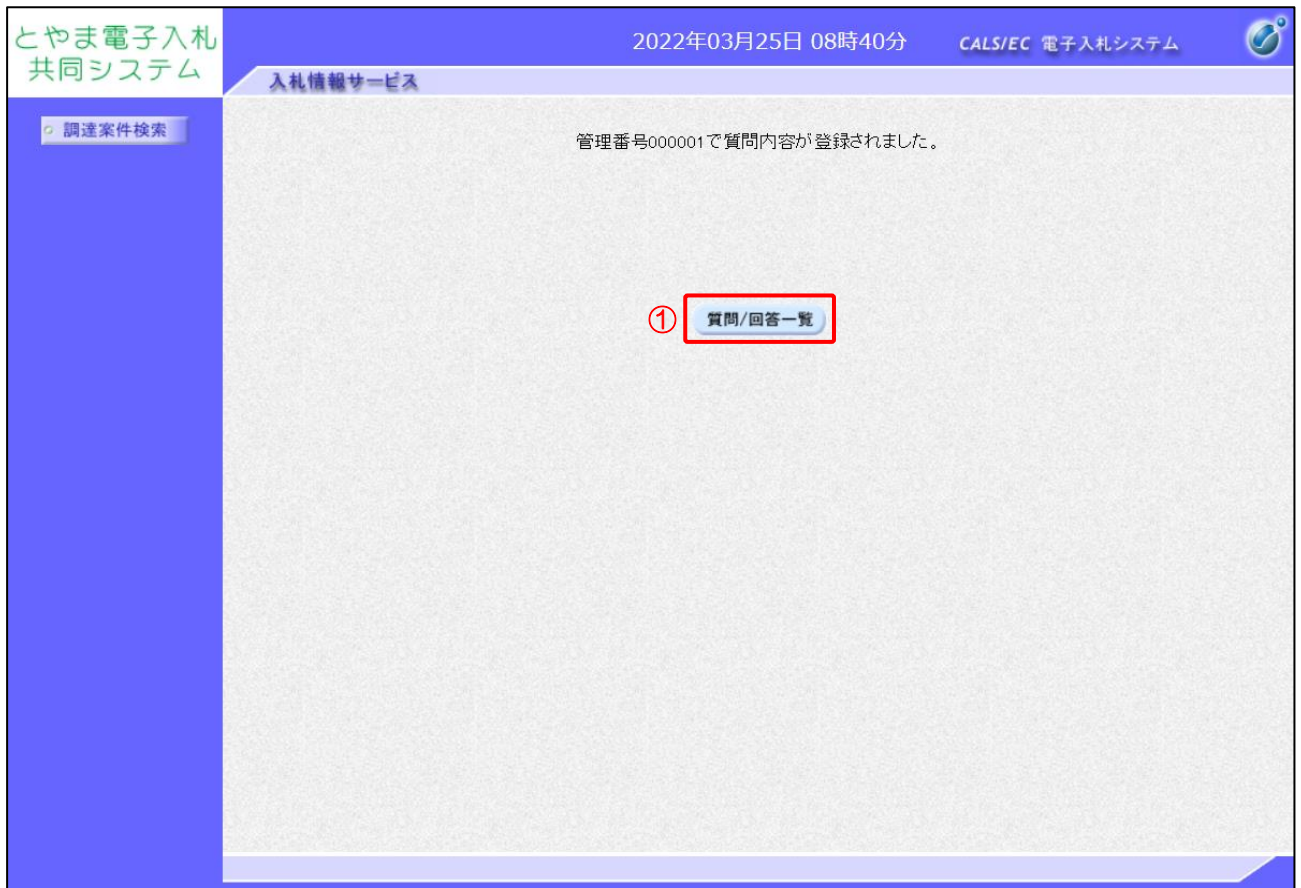 とやま電子入札
共同システム
2022年03月25日 08時40分
CALS/EC 電子入札システム
入札情報サービス
調達案件検索
管理番号000001で質問内容が登録されました。
① 質問/回答一覧